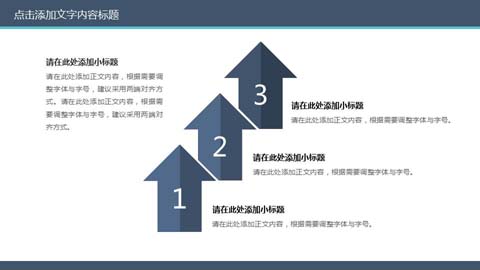 点击添加文字内容标题
请在此处添加小标题
请在此处添加正文内容，根据需要调
整字体与字号，建议采用两端对齐方
式。请在此处添加正文内容，根据需
要调整字体与字号，建议采用两端对
齐方式。
3
请在此处添加小标题
请在此处添加正文内容，根据需要调整字体与字号。
2
请在此处添加小标题
请在此处添加正文内容，根据需要调整字体与字号。
1
请在此处添加小标题
请在此处添加正文内容，根据需要调整字体与字号。